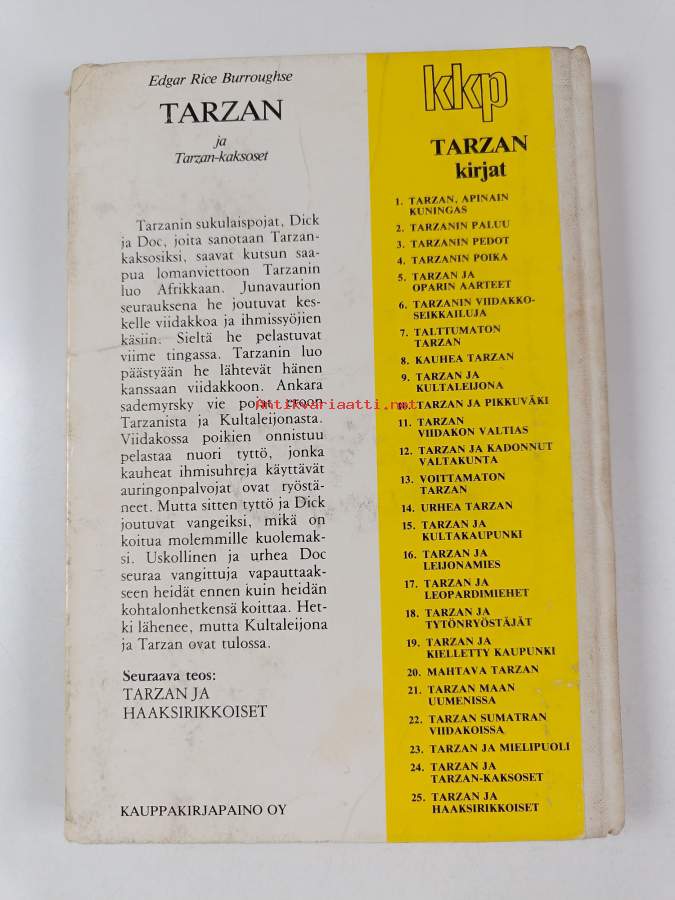 Edgar Rice Burroughse
TARZAN
ja
Tarzan-kaksoset
Tarzanin sukulaispojat, Dick
ja Doc, joita sanotaan Tarzan-
kaksosiksi, saavat kutsun saa-
pua lomanviettoon Tarzanin
luo Afrikkaan. Junavaurion
seurauksena he joutuvat kes-
kelle viidakkoa ja ihmissyöjien
käsiin. Sieltä he pelastuvat
viime tingassa. Tarzanin luo
päästyään he lähtevät hänen
kanssaan viidakkoon. Ankara
sademyrsky vie pojat eroon
Tarzanista ja Kultaleijonasta.
Viidakossa poikien onnistuu
pelastaa nuori tyttö, jonka
kauheat ihmisuhreja käyttävät
auringonpalvojat ovat ryöstä-
neet. Mutta sitten tyttö ja Dick
joutuvat vangeiksi, mikä on
koitua molemmille kuolemak-
si. Uskollinen ja urhea Doc
seuraa vangittuja vapauttaak-
seen heidät ennen kuin heidän
kohtalonhetkensä koittaa. Het-
ki lähenee, mutta Kultaleijona
ja Tarzan ovat tulossa.
Seuraava teos:
TARZAN JA
HAAKSIRIKKOISET
KAUPPAKIRJAPAINO OY
kkp
TARZAN
kirjat
1. TARZAN, APINAIN
KUNINGAS
2. TARZANIN PALUU
3. TARZANIN PEDOT
4. TARZANIN POIKA
5. TARZAN JA
OPARIN AARTEET
6. TARZANIN VIIDAKKO-
SEIKKAILUJA
7. TALTTUMATON
TARZAN
8. KAUHEA TARZAN
9. TARZAN JA
KULTALEIJONA
10. TARZAN JA PIKKUVÄKI
11. TARZAN
VIIDAKON VALTIAS
12. TARZAN JA KADONNUT
VALTAKUNTA
13. VOITTAMATON
TARZAN
14. URHEA TARZAN
15. TARZAN JA
KULTAKAUPUNKI
16. TARZAN JA
LEIJONAMIES
17. TARZAN JA
LEOPARDIMIEHET
18. TARZAN JA
TYTÖNRYÖSTÄJÄT
19. TARZAN JA
KIELLETTY KAUPUNKI
20. MAHTAVA TARZAN
21. TARZAN MAAN
UUMENISSA
22. TARZAN SUMATRAN
VIIDAKOISSA
23. TARZAN JA MIELIPUOLI
24. TARZAN JA
TARZAN-KAKSOSET
25. TARZAN JA
HAAKSIRIKKOISET
Antikvariaatti.net